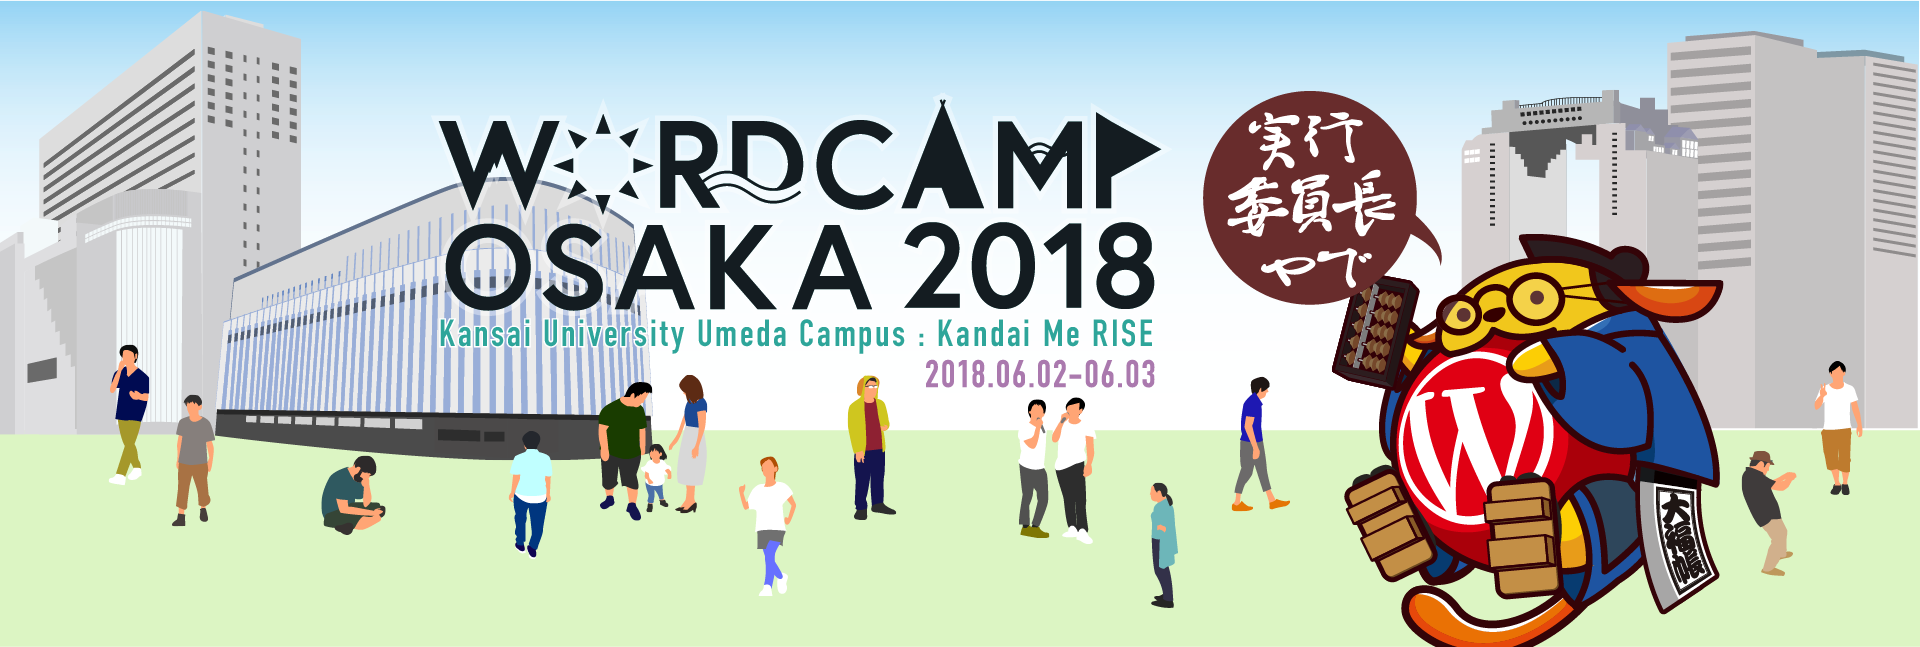 WORDCAMP
OSAKA 2018
Kansai University Umeda Campus : Kandai Me RISE
2018.06.02-06.03
実行
委員長
やで
W
大福帳